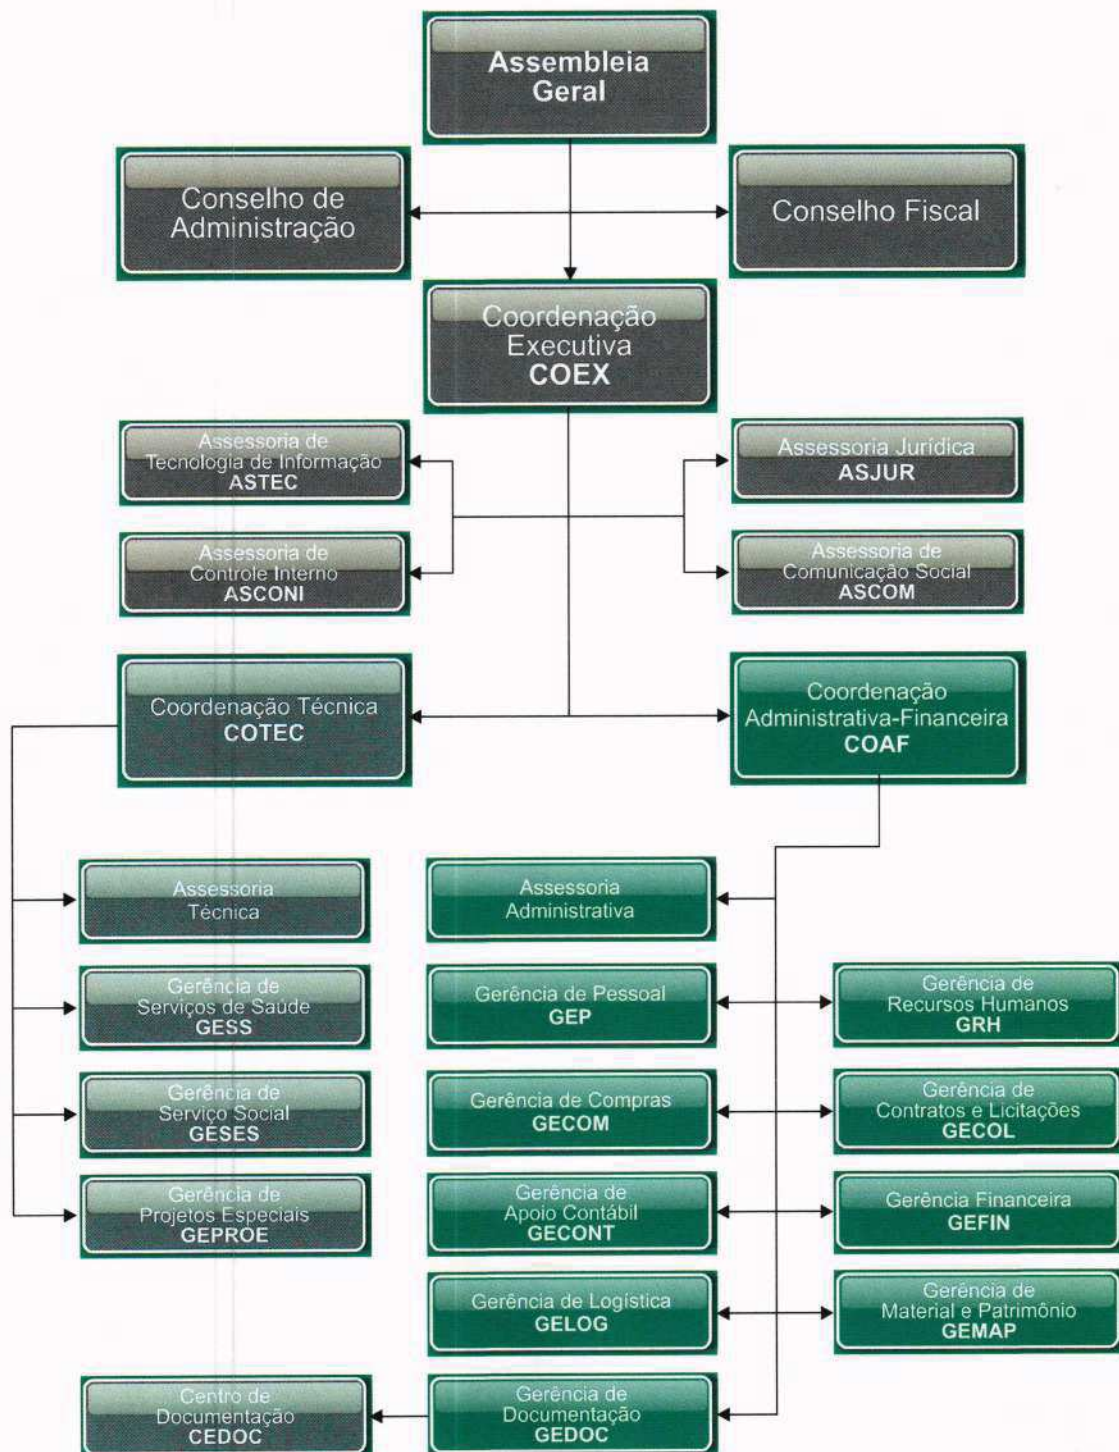 Assembleia
Geral
Conselho de
Administração
Conselho Fiscal
Coordenação
Executiva
COEX
Assessoria de
Tecnologia de Informação
ASTEC
Assessoria Jurídica
ASJUR
Assessoria de
Controle Interno
ASCONI
Assessoria de
Comunicação Social
ASCOM
Coordenação Técnica
COTEC
Coordenação
Administrativa-Financeira
COAF
Assessoria
Técnica
Assessoria
Administrativa
Gerência de
Serviços de Saúde
GESS
Gerência de Pessoal
GEP
Gerência de
Recursos Humanos
GRH
Gerência de
Serviço Social
GESES
Gerência de Compras
GECOM
Gerência de
Contratos e Licitações
GECOL
Gerência de
Projetos Especiais
GEPROE
Gerência de
Apoio Contábil
GECONT
Gerência Financeira
GEFIN
Gerência de Logística
GELOG
Gerência de
Material e Patrimônio
GEMAP
Centro de
Documentação
CEDOC
Gerência de
Documentação
GEDOC